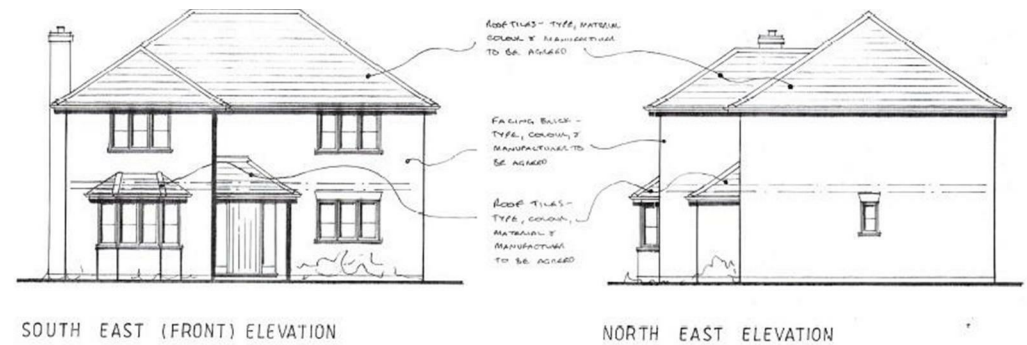 ROOF TILES - TYPE, MATERIAL
COLOUR & MANUFACTURER
TO BE AGREED
FACING BRICK -
TYPE, COLOUR, &
MANUFACTURER TO
BE AGREED
ROOF TILES -
TYPE, COLOUR,
MATERIAL &
MANUFACTURER
TO BE AGREED
SOUTH EAST (FRONT) ELEVATION
NORTH EAST ELEVATION